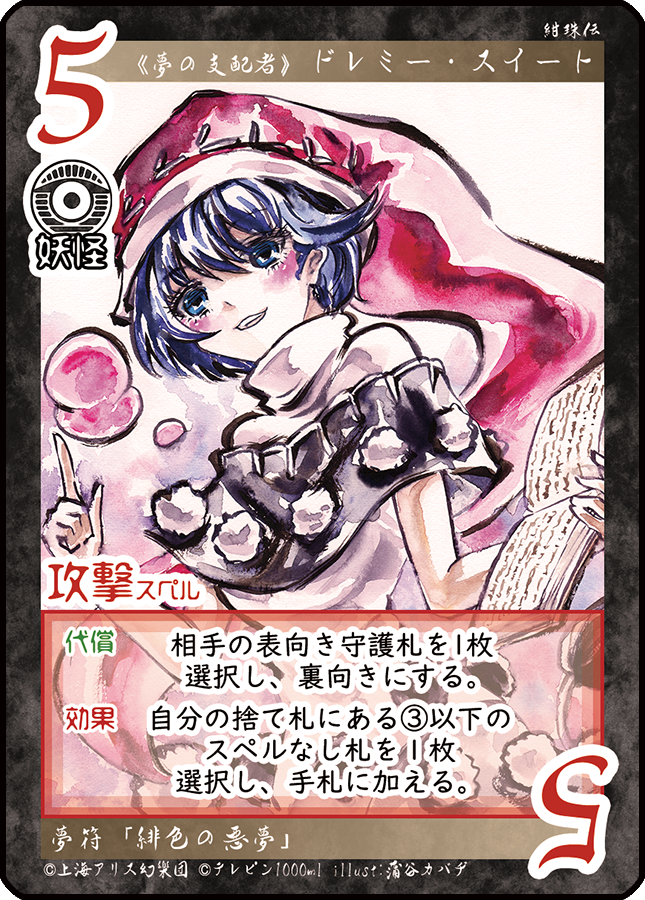 紺珠伝
5
《夢の支配者》 ドレミー・スイート
妖怪
攻撃スペル
代償 相手の表向き守護札を1枚
選択し、裏向きにする。
効果 自分の捨て札にある③以下の
スペルなし札を1枚
選択し、手札に加える。
5
夢符「緋色の悪夢」
©上海アリス幻樂団 ©テレピン1000ml illust:蒲谷カバヂ